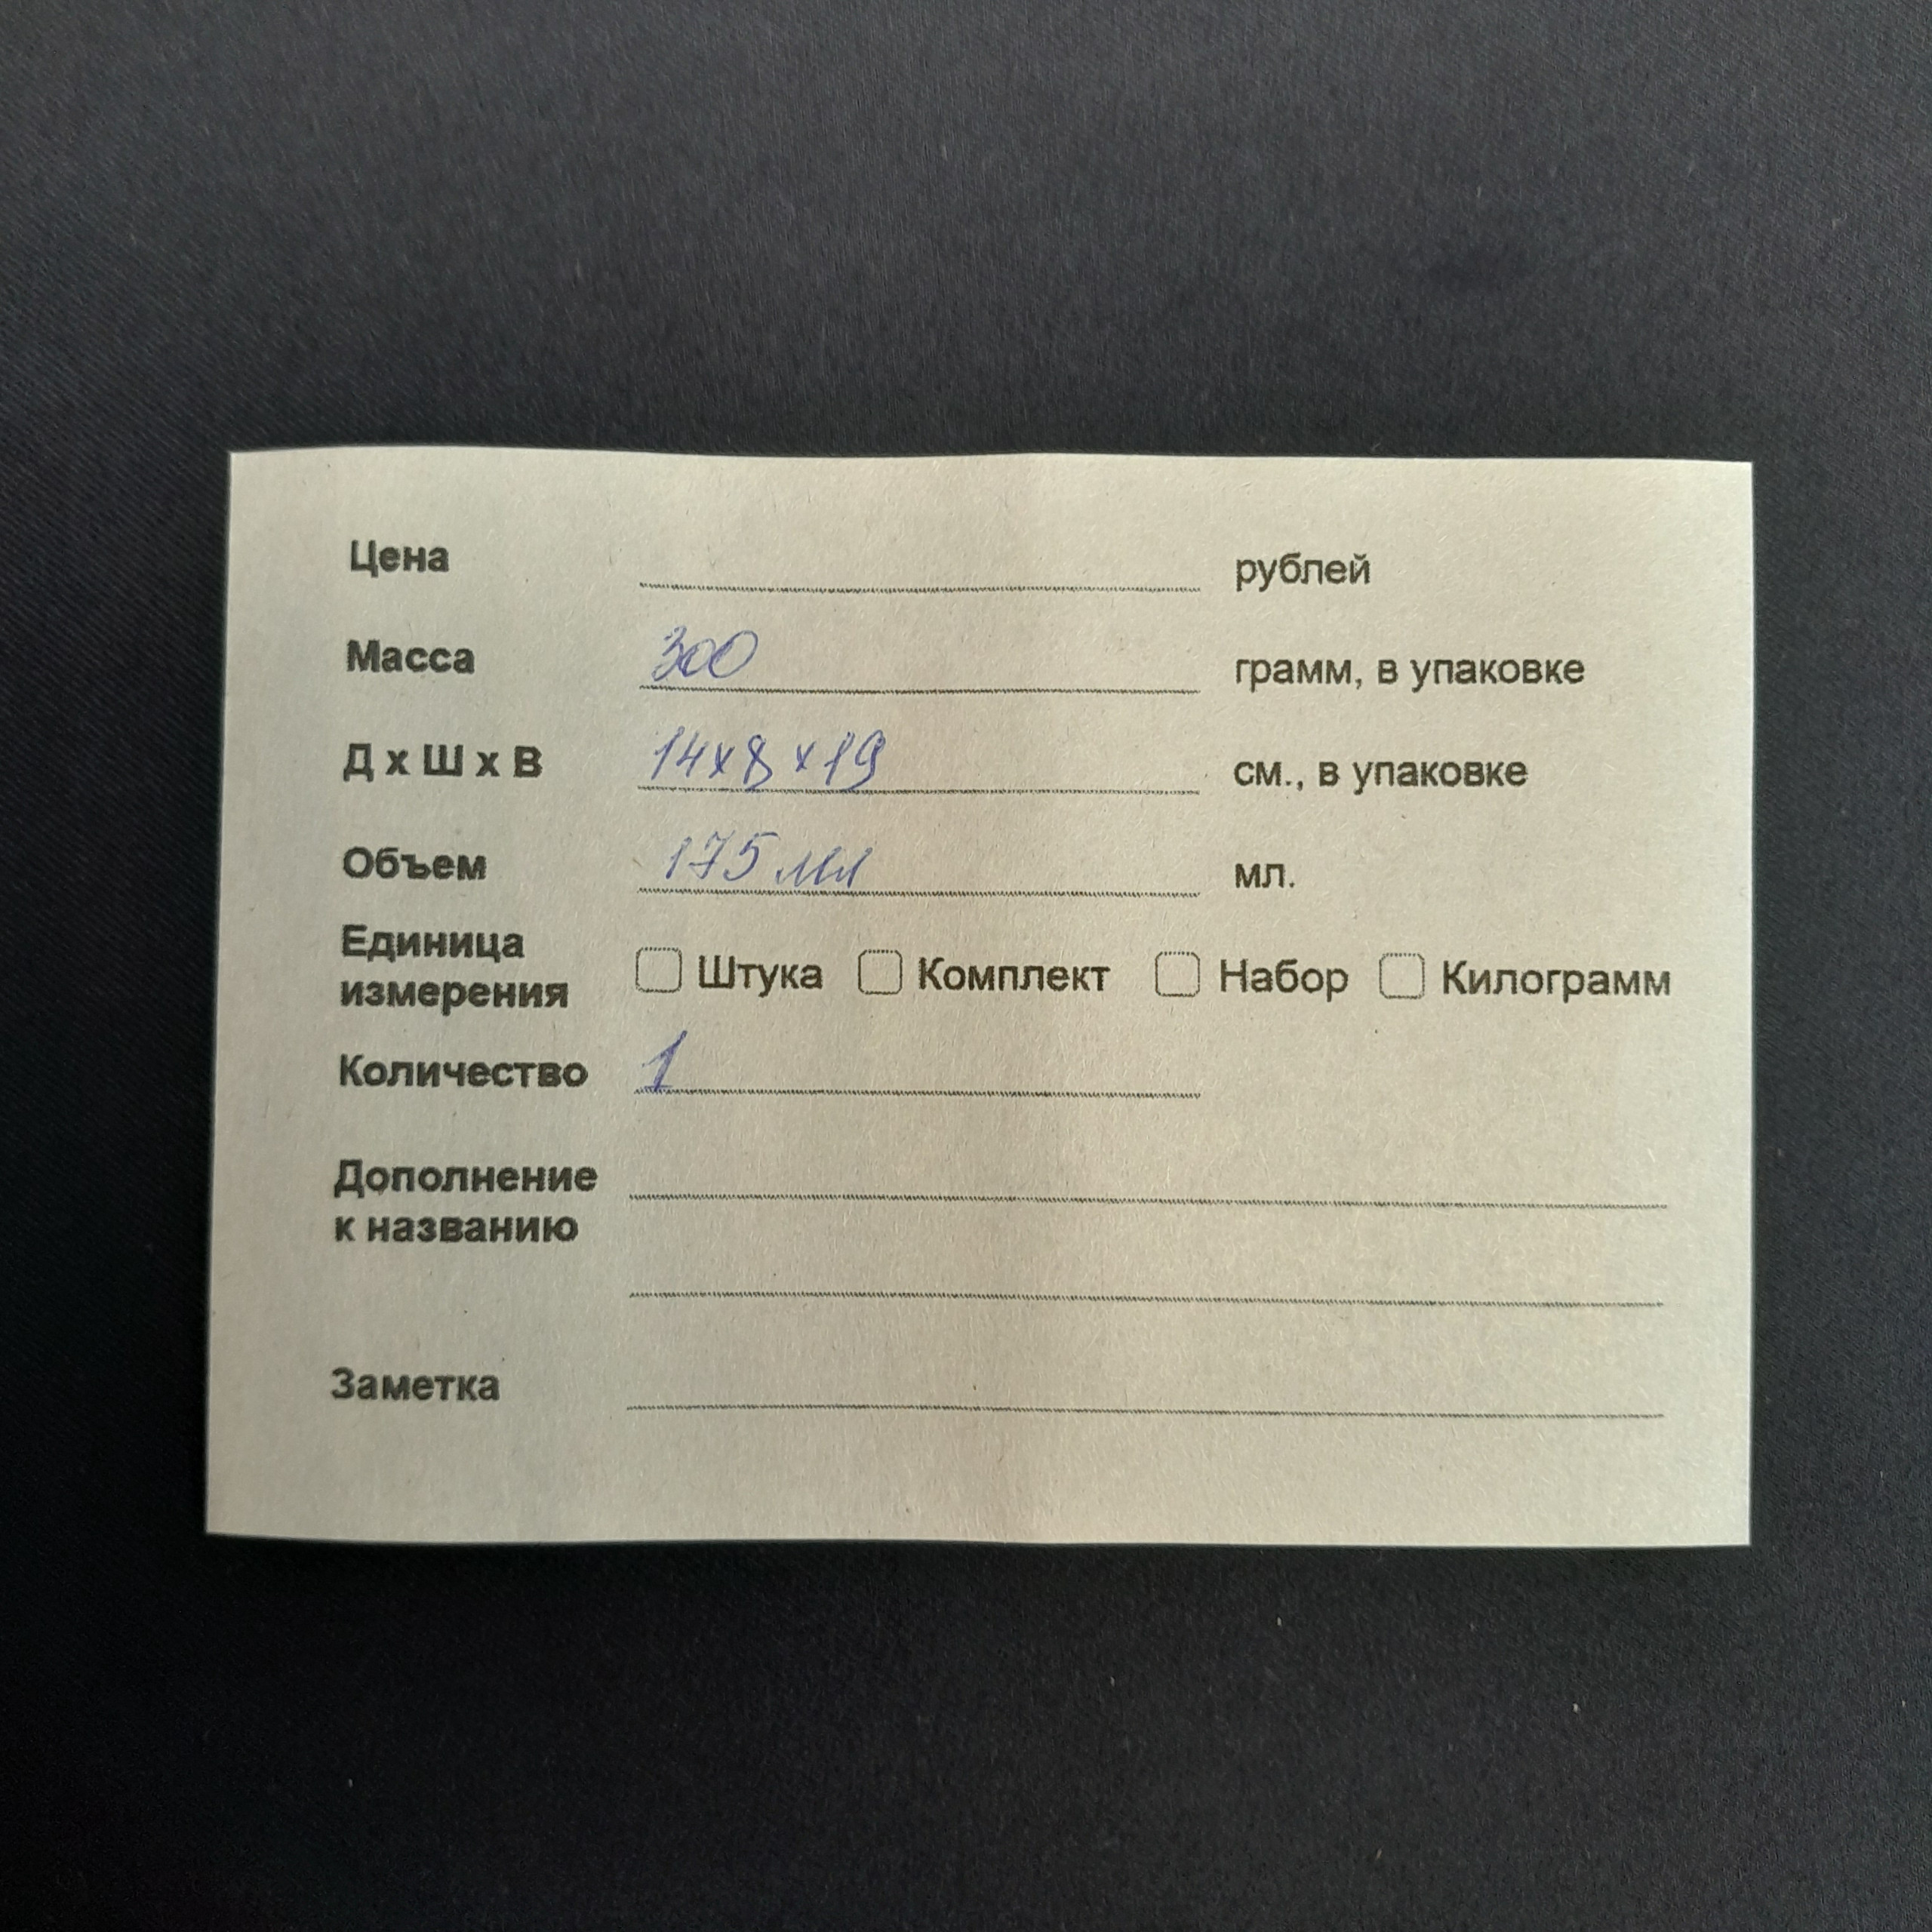 Цена рублей
Масса 300 грамм, в упаковке
Д х Ш х В 14х8х19 см., в упаковке
Объем 175 мл мл.
Единица
измерения Штука Комплект Набор Килограмм
Количество 1
Дополнение
к названию
Заметка